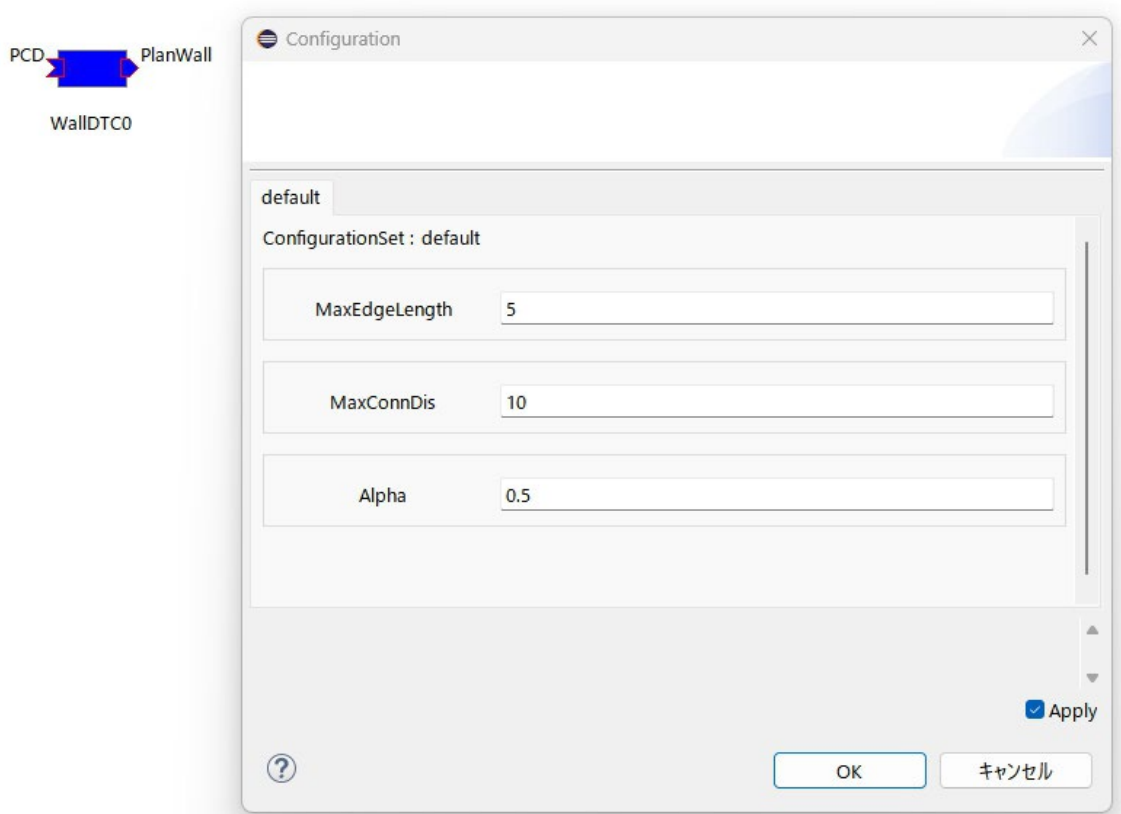 PCD
PlanWall
WallDTC0
Configuration
default
ConfigurationSet : default
MaxEdgeLength
5
MaxConnDis
10
Alpha
0.5
Apply
?
OK
キャンセル